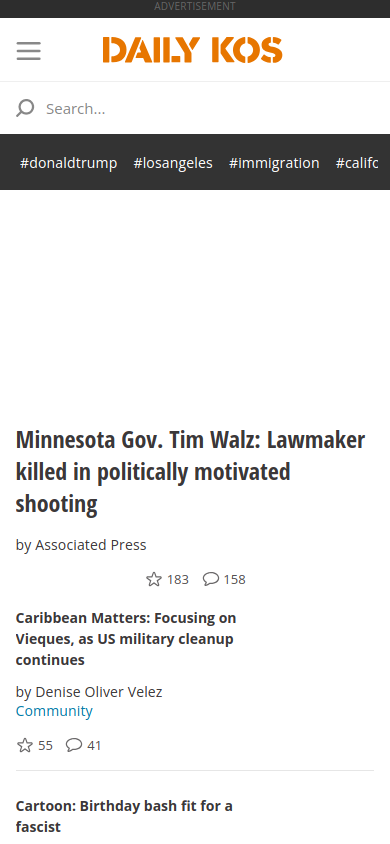 ADVERTISEMENT
DAILY KOS
Search...
#donaldtrump #losangeles #immigration #califc
Minnesota Gov. Tim Walz: Lawmaker
killed in politically motivated
shooting
by Associated Press
183 158
Caribbean Matters: Focusing on
Vieques, as US military cleanup
continues
by Denise Oliver Velez
Community
55 41
Cartoon: Birthday bash fit for a
fascist